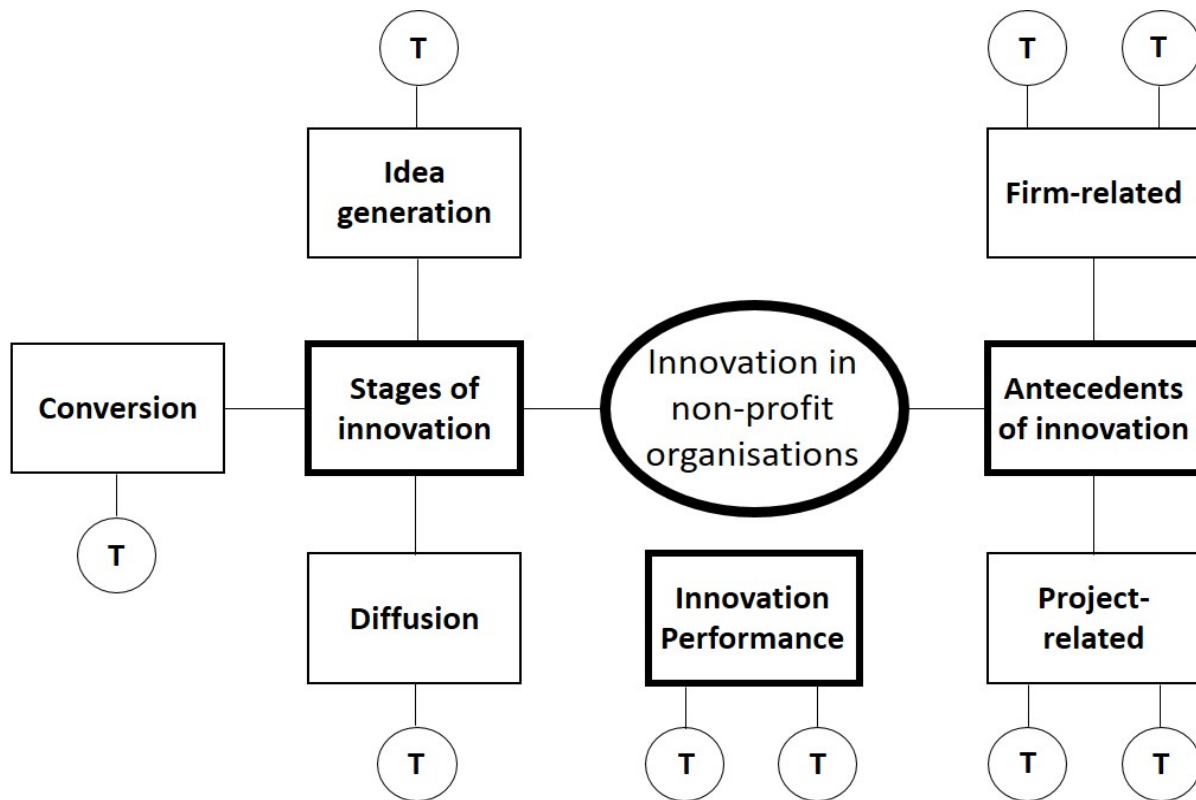 T
T
T
Idea
generation
Firm-related
Conversion
Stages of
innovation
Innovation in
non-profit
organisations
Antecedents
of innovation
T
Diffusion
Innovation
Performance
Project-
related
T
T
T
T
T